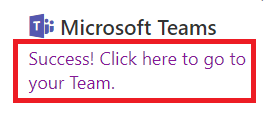 Microsoft Teams
Success! Click here to go to
your Team.